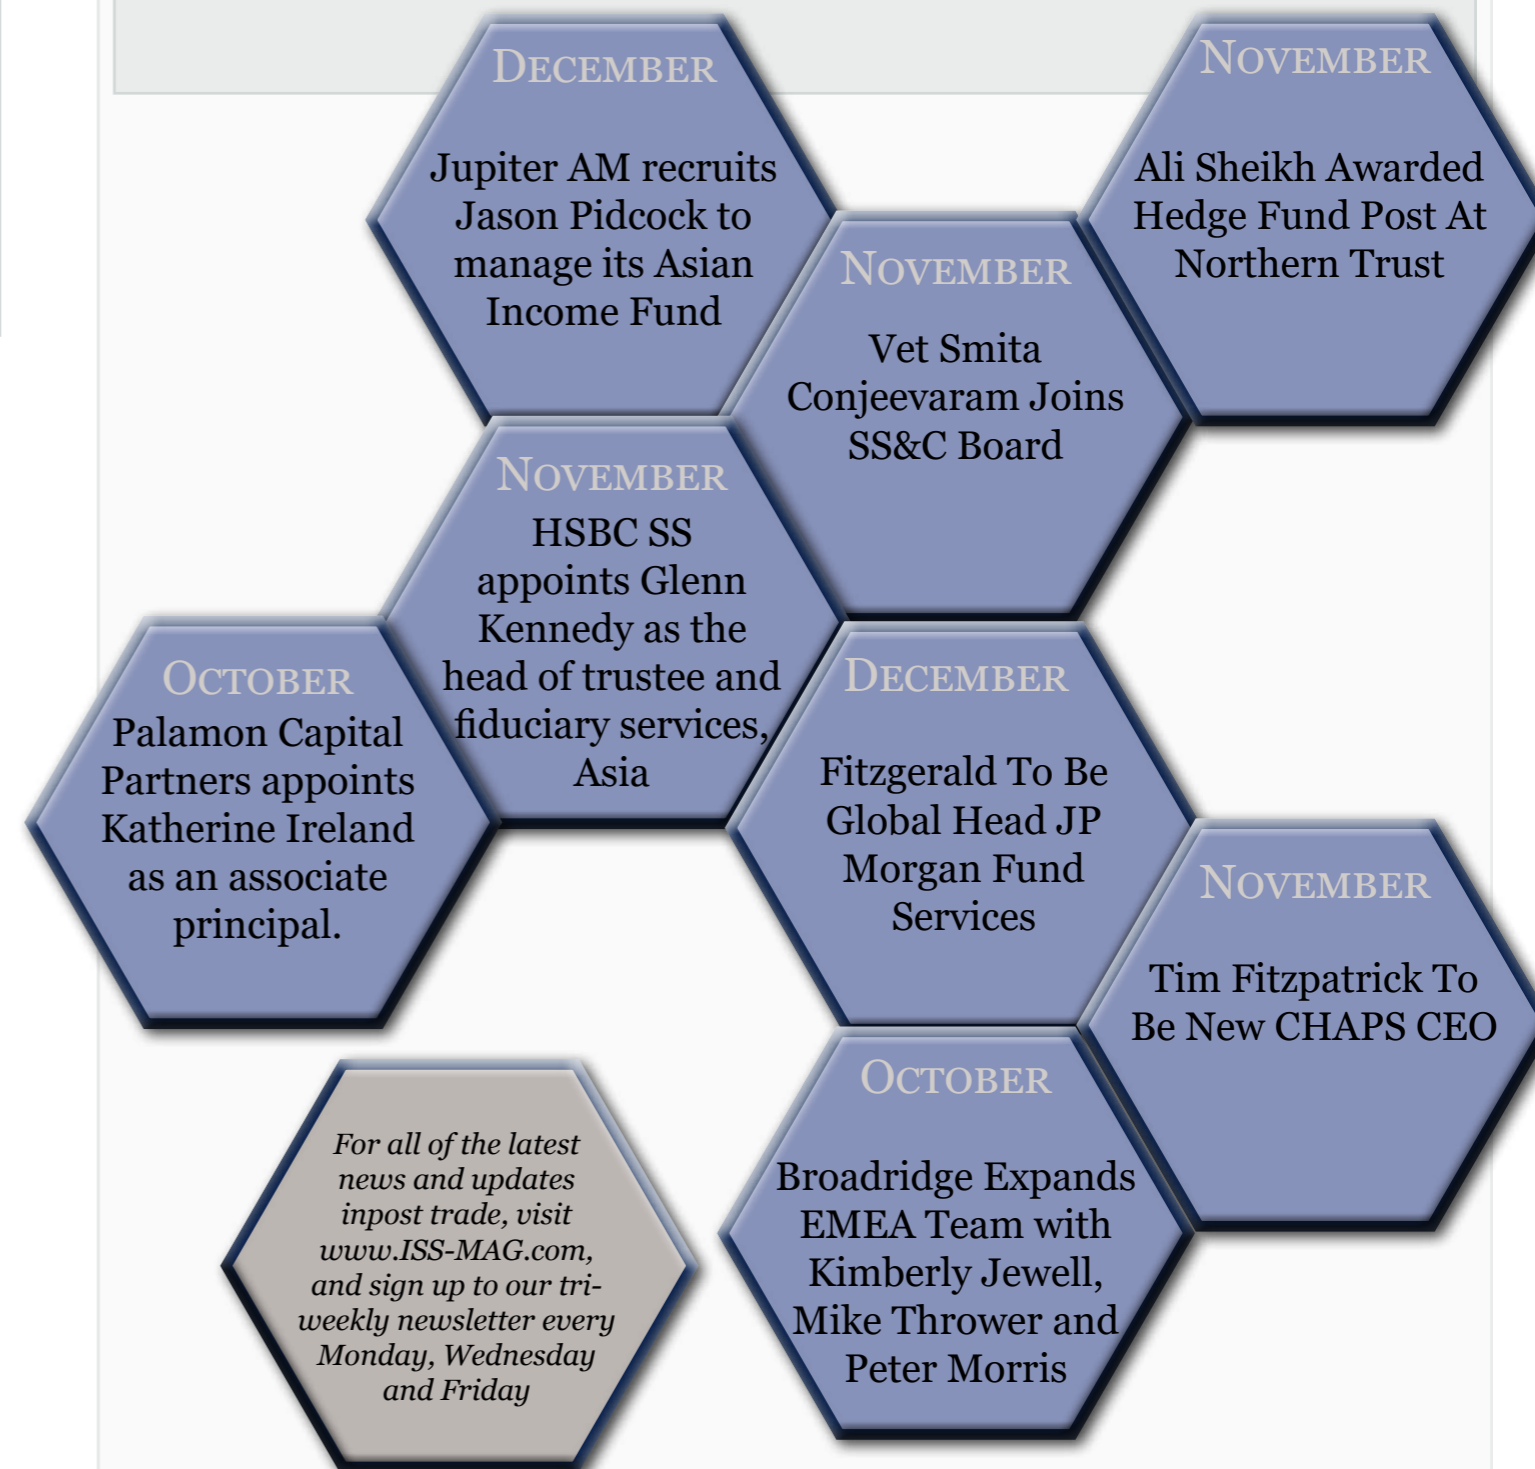 DECEMBER
Jupiter AM recruits
Jason Pidcock to
manage its Asian
Income Fund
NOVEMBER
Ali Sheikh Awarded
Hedge Fund Post At
Northern Trust
NOVEMBER
Vet Smita
Conjeevaram Joins
SS&C Board
NOVEMBER
HSBC SS
appoints Glenn
Kennedy as the
head of trustee and
fiduciary services,
Asia
OCTOBER
Palamon Capital
Partners appoints
Katherine Ireland
as an associate
principal.
DECEMBER
Fitzgerald To Be
Global Head JP
Morgan Fund
Services
NOVEMBER
Tim Fitzpatrick To
Be New CHAPS CEO
OCTOBER
Broadridge Expands
EMEA Team with
Kimberly Jewell,
Mike Thrower and
Peter Morris
For all of the latest
news and updates
inpost trade, visit
www.ISS-MAG.com,
and sign up to our tri-
weekly newsletter every
Monday, Wednesday
and Friday